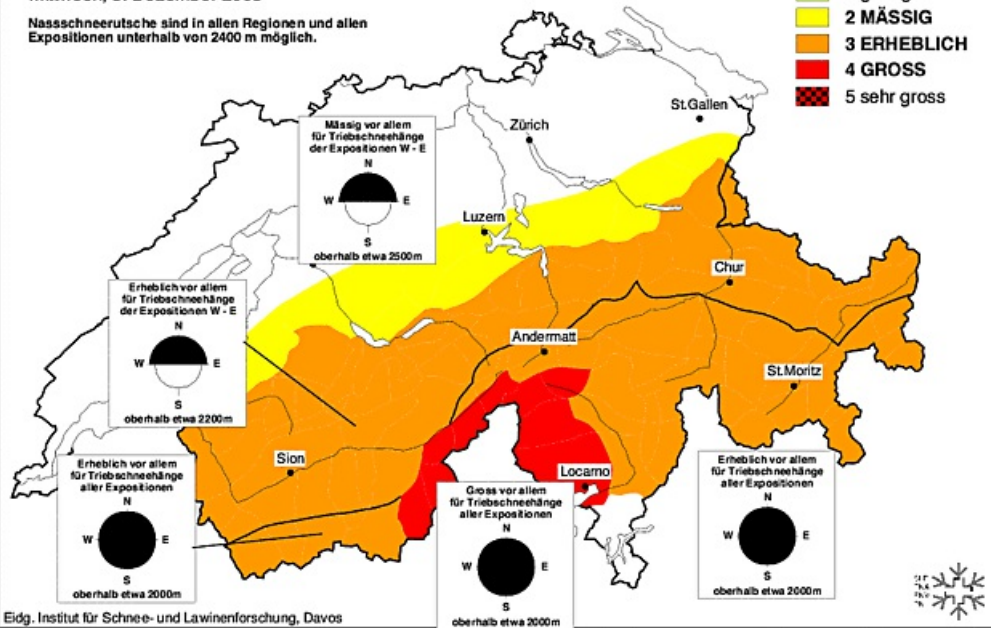 Nassschneerutsche sind in allen Regionen und allen
Expositionen unterhalb von 2400 m möglich.
2 MÄSSIG
3 ERHEBLICH
4 GROSS
5 sehr gross
St.Gallen
Zürich
Mässig vor allem
für Triebschneehänge
der Expositionen W - E
N
W E
S
oberhalb etwa 2500m
Luzern
Chur
Erheblich vor allem
für Triebschneehänge
der Expositionen W - E
N
W E
S
oberhalb etwa 2200m
Andermatt
St.Moritz
Sion
Locarno
Erheblich vor allem
für Triebschneehänge
aller Expositionen
N
W E
S
oberhalb etwa 2000m
Gross vor allem
für Triebschneehänge
aller Expositionen
N
W E
S
oberhalb etwa 2000m
Erheblich vor allem
für Triebschneehänge
aller Expositionen
N
W E
S
oberhalb etwa 2000m
Eidg. Institut für Schnee- und Lawinenforschung, Davos